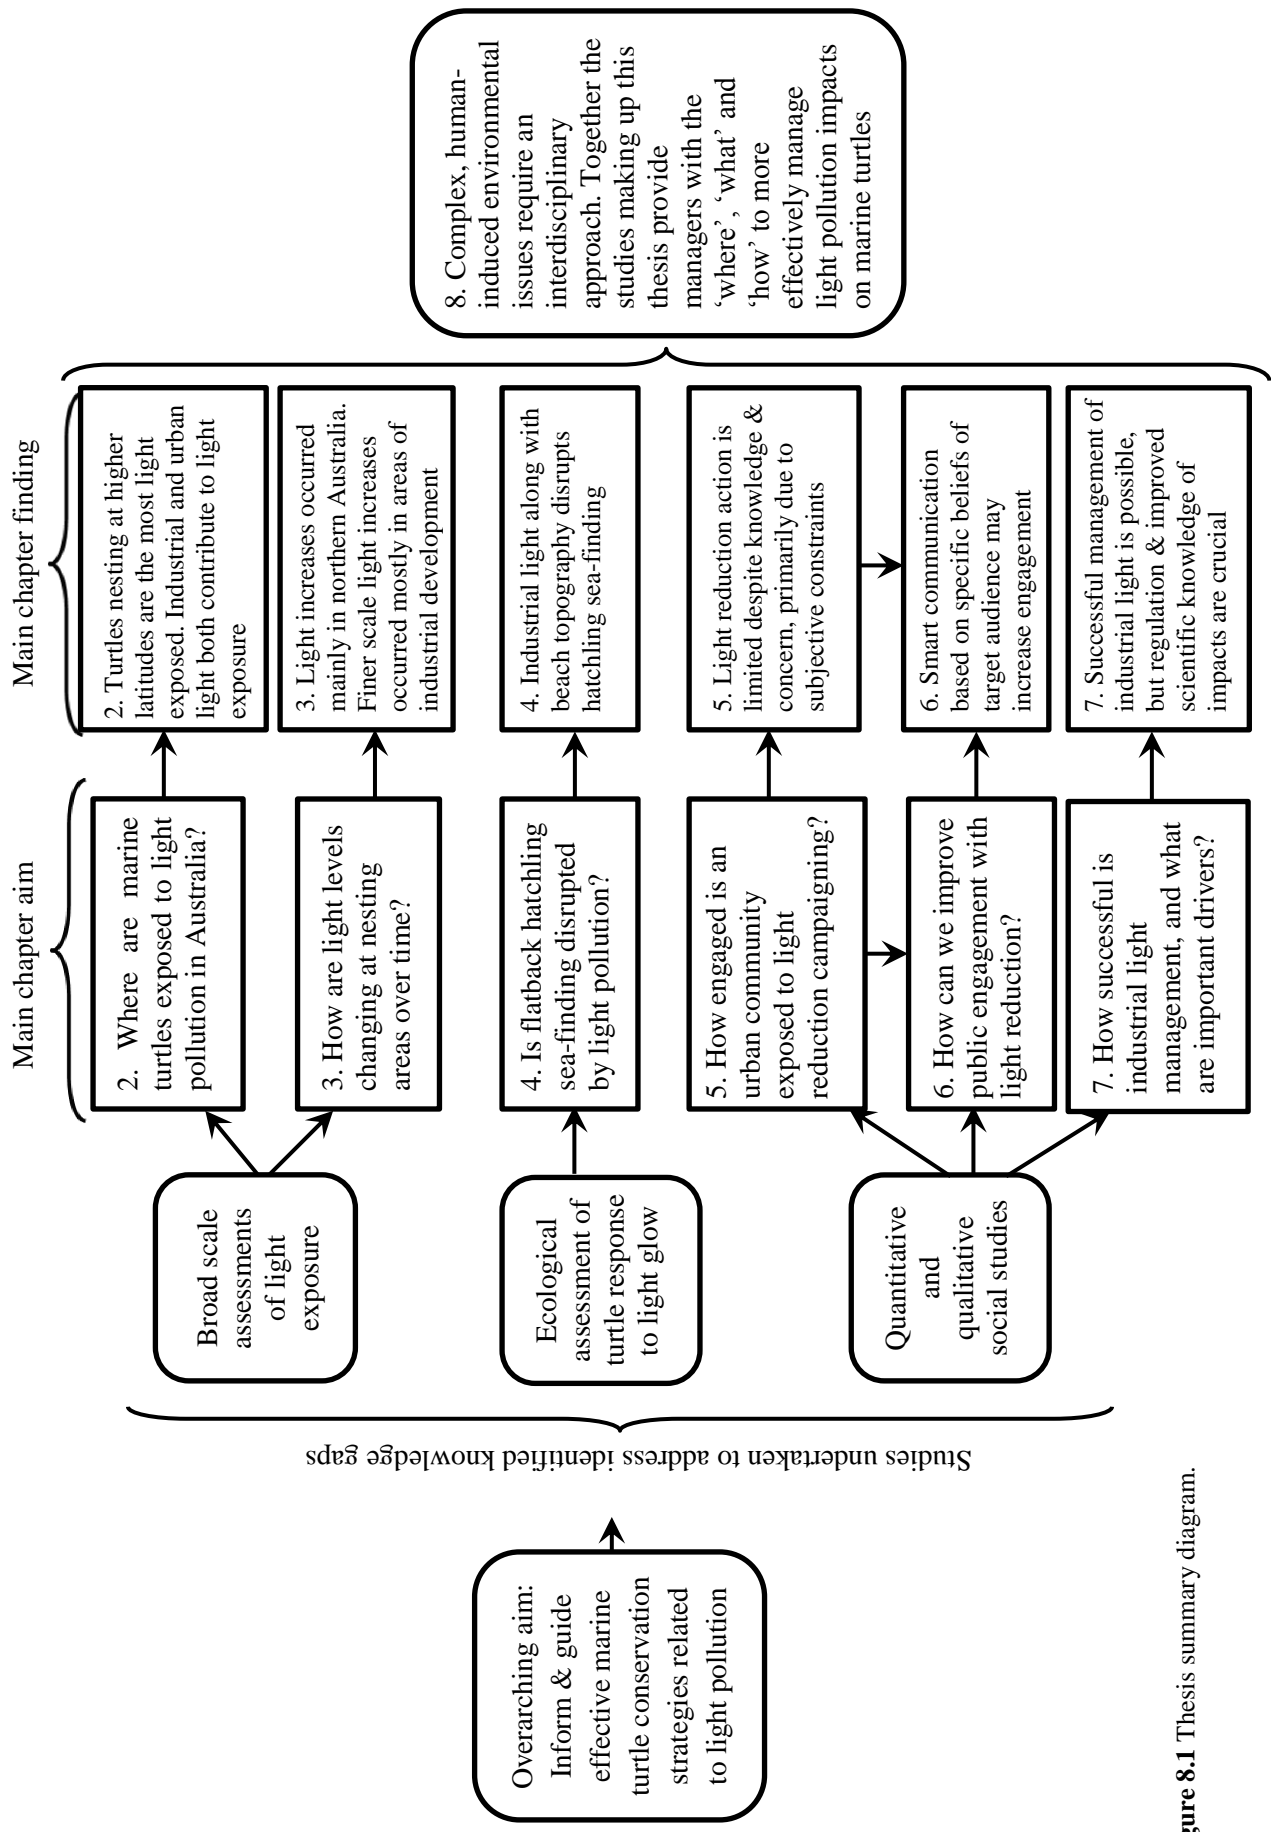 Overarching aim:
Inform & guide
effective marine
turtle conservation
strategies related
to light pollution
Studies undertaken to address identified knowledge gaps
Broad scale
assessments
of light
exposure
Ecological
assessment of
turtle response
to light glow
Quantitative
and
qualitative
social studies
Main chapter aim
2. Where are marine
turtles exposed to light
pollution in Australia?
3. How are light levels
changing at nesting
areas over time?
4. Is flatback hatchling
sea-finding disrupted
by light pollution?
5. How engaged is an
urban community
exposed to light
reduction campaigning?
6. How can we improve
public engagement with
light reduction?
7. How successful is
industrial light
management, and what
are important drivers?
Main chapter finding
2. Turtles nesting at higher
latitudes are the most light
exposed. Industrial and urban
light both contribute to light
exposure
3. Light increases occurred
mainly in northern Australia.
Finer scale light increases
occurred mostly in areas of
industrial development
4. Industrial light along with
beach topography disrupts
hatchling sea-finding
5. Light reduction action is
limited despite knowledge &
concern, primarily due to
subjective constraints
6. Smart communication
based on specific beliefs of
target audience may
increase engagement
7. Successful management of
industrial light is possible,
but regulation & improved
scientific knowledge of
impacts are crucial
8. Complex, human-
induced environmental
issues require an
interdisciplinary
approach. Together the
studies making up this
thesis provide
managers with the
‘where’, ‘what’ and
‘how’ to more
effectively manage
light pollution impacts
on marine turtles
gure 8.1 Thesis summary diagram.